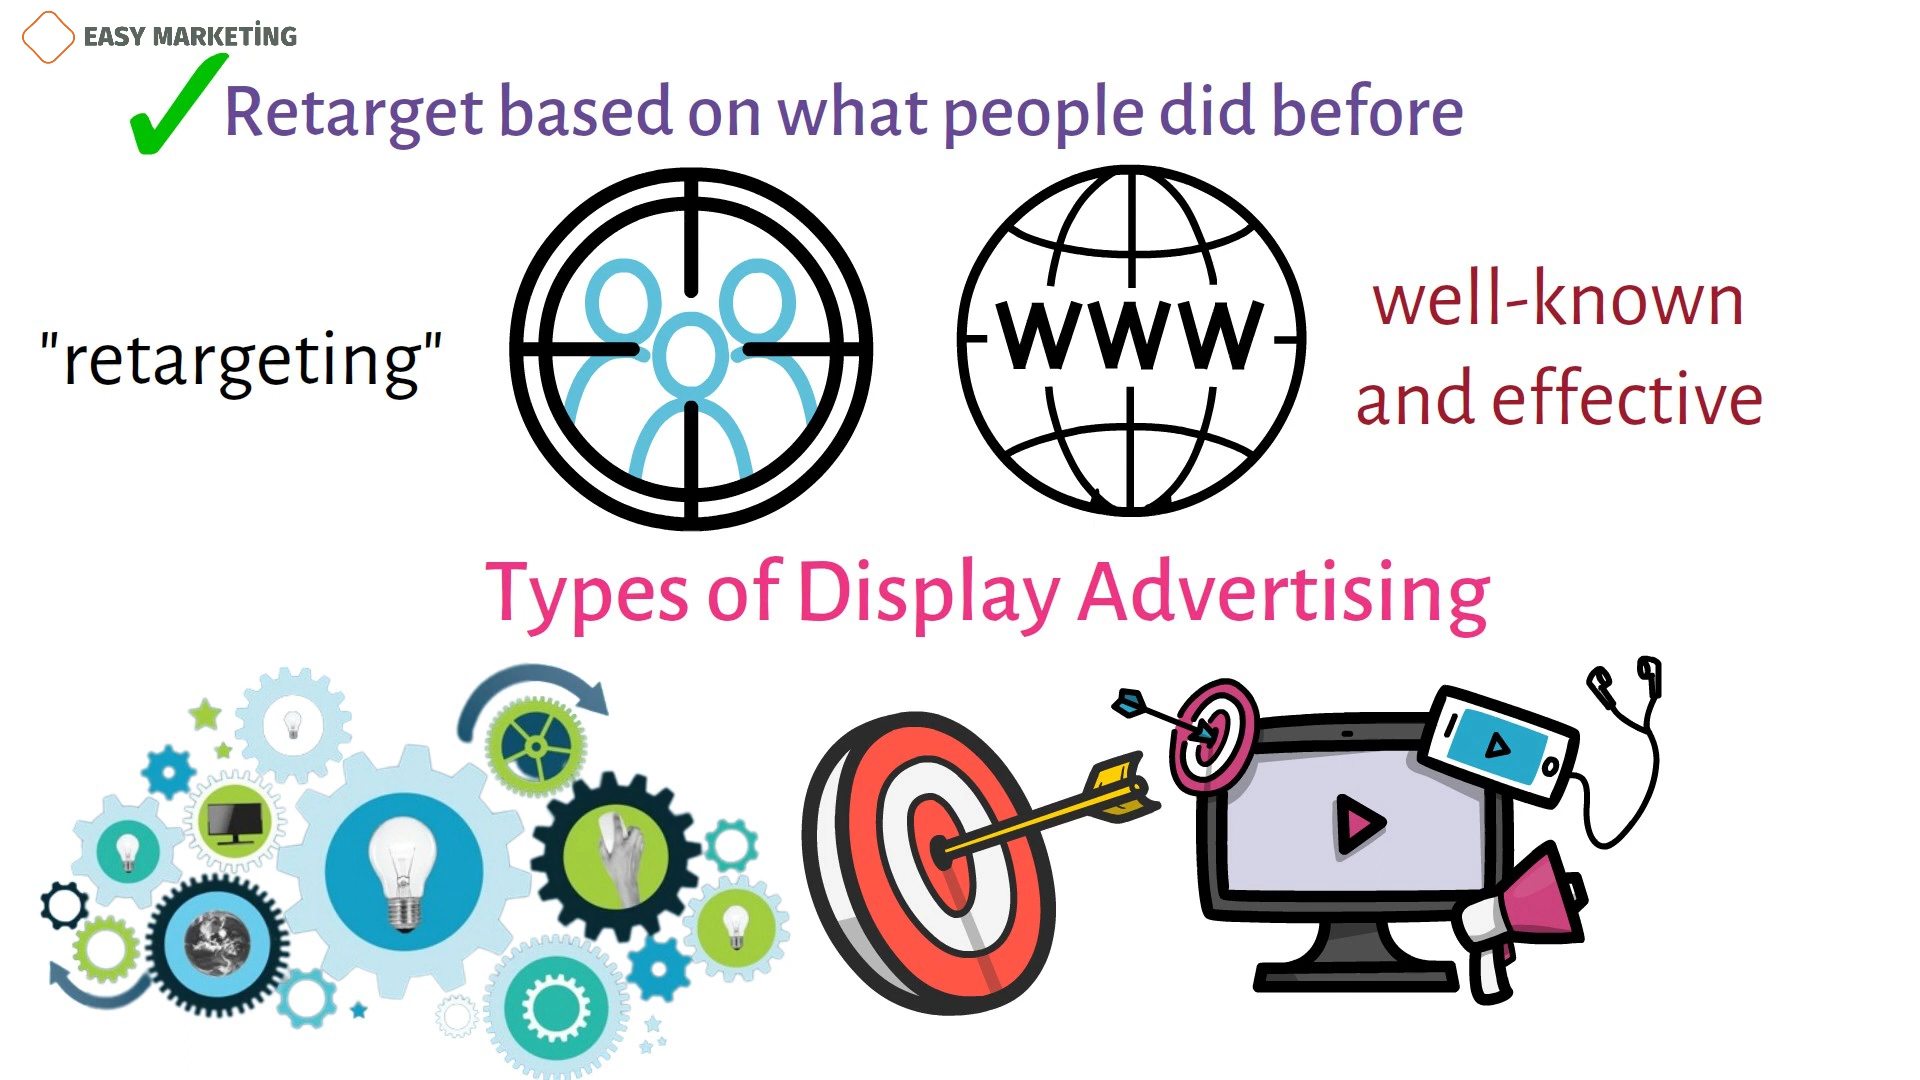 EASY MARKETİNG
Retarget based on what people did before
"retargeting"
WWW
well-known
and effective
Types of Display Advertising